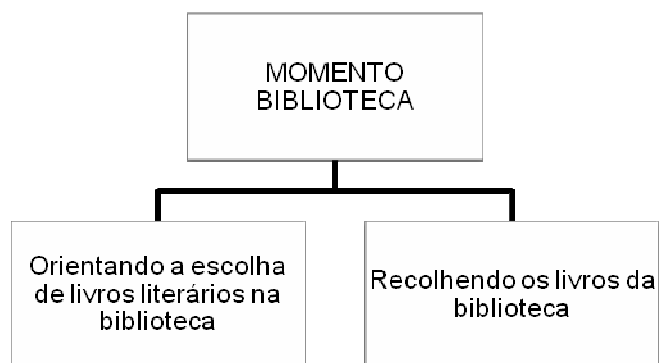 MOMENTO
BIBLIOTECA
Orientando a escolha
de livros literários na
biblioteca
Recolhendo os livros da
biblioteca